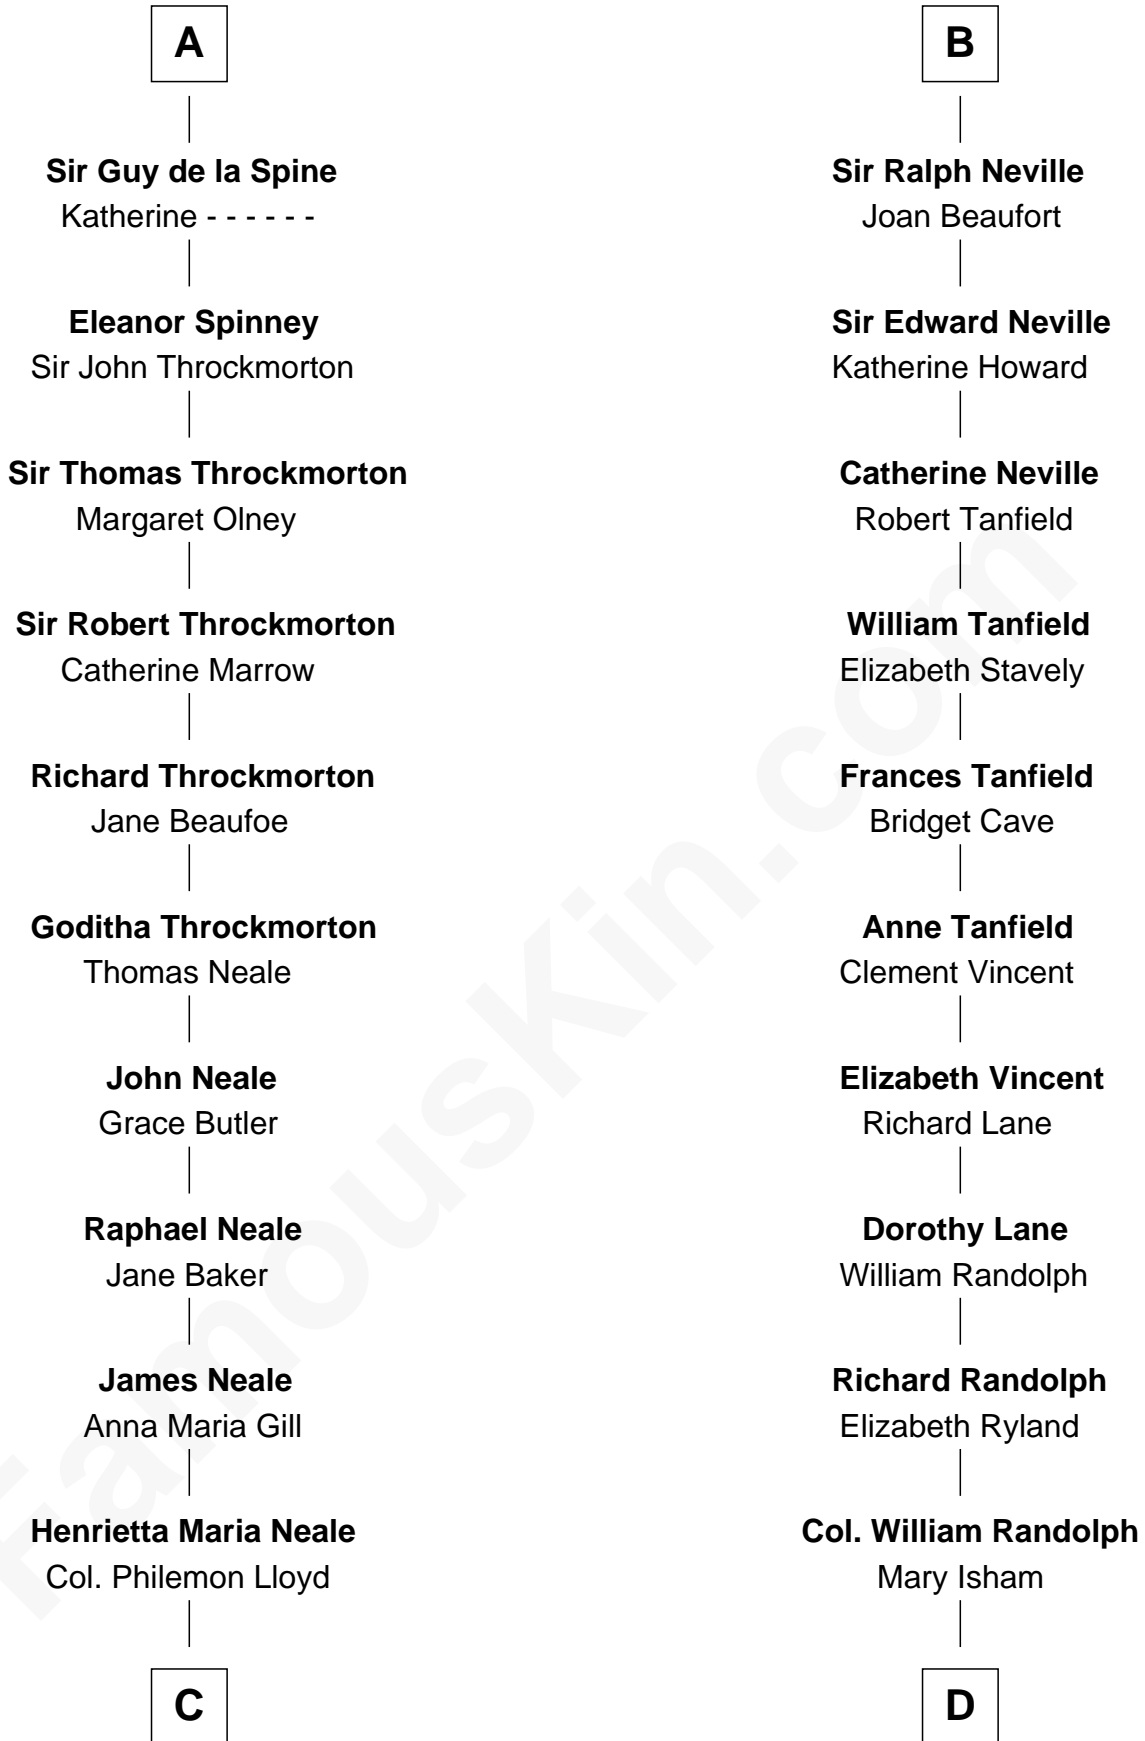 A
Sir Guy de la Spine
Katherine - - - - - -
Eleanor Spinney
Sir John Throckmorton
Sir Thomas Throckmorton
Margaret Olney
Sir Robert Throckmorton
Catherine Marrow
Richard Throckmorton
Jane Beaufoe
Goditha Throckmorton
Thomas Neale
John Neale
Grace Butler
Raphael Neale
Jane Baker
James Neale
Anna Maria Gill
Henrietta Maria Neale
Col. Philemon Lloyd
C
B
Sir Ralph Neville
Joan Beaufort
Sir Edward Neville
Katherine Howard
Catherine Neville
Robert Tanfield
William Tanfield
Elizabeth Stavely
Frances Tanfield
Bridget Cave
Anne Tanfield
Clement Vincent
Elizabeth Vincent
Richard Lane
Dorothy Lane
William Randolph
Richard Randolph
Elizabeth Ryland
Col. William Randolph
Mary Isham
D
FamousKin.com